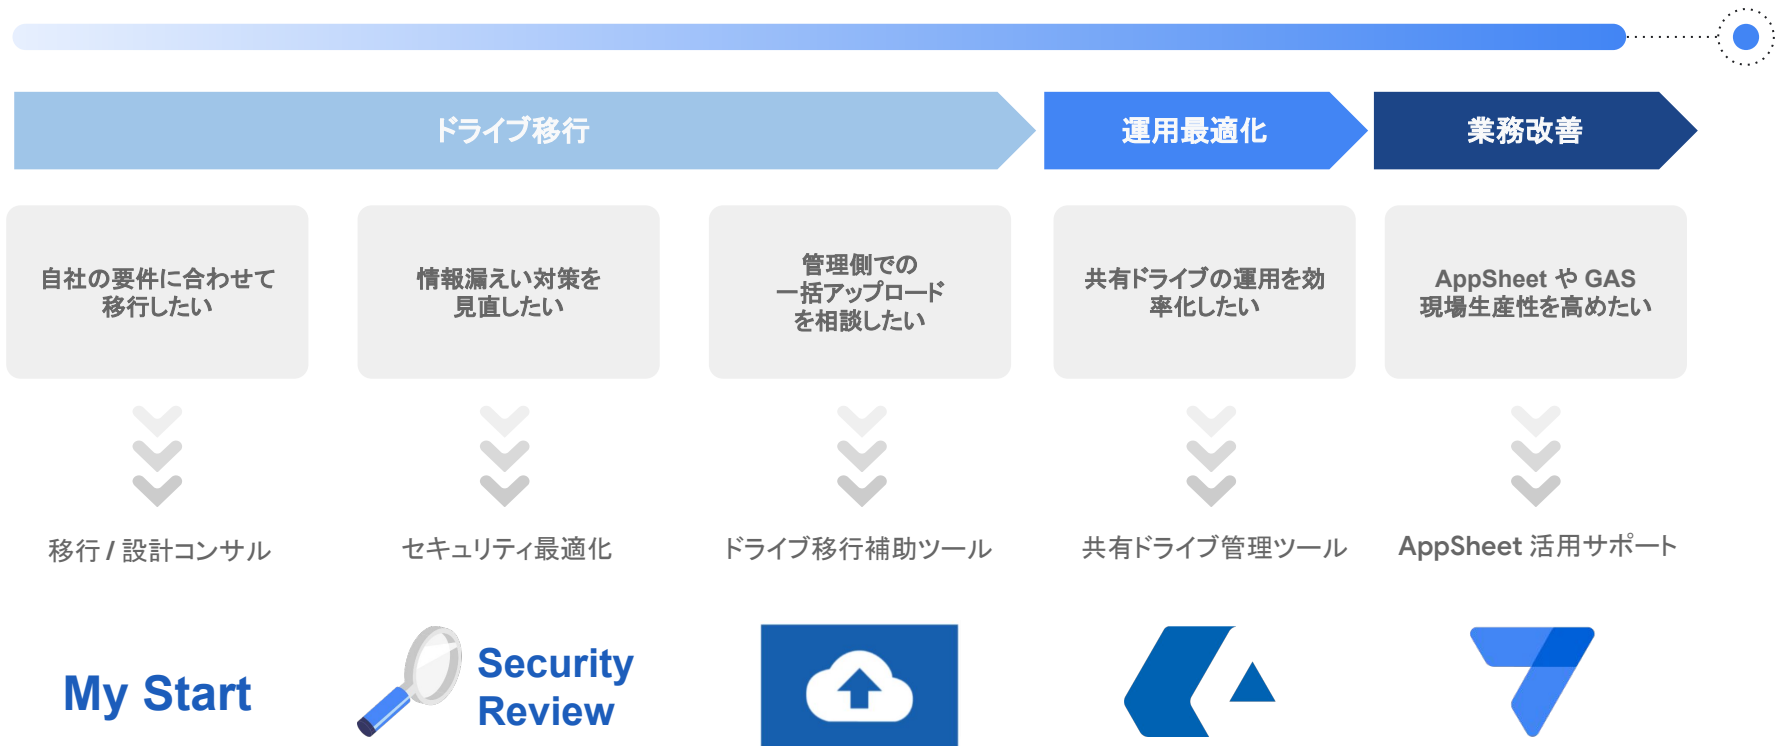 ドライブ移行
運用最適化
業務改善
自社の要件に合わせて
移行したい
情報漏えい対策を
見直したい
管理側での
一括アップロード
を相談したい
共有ドライブの運用を効
率化したい
AppSheet や GAS
現場生産性を高めたい
移行 / 設計コンサル
セキュリティ最適化
ドライブ移行補助ツール
共有ドライブ管理ツール
AppSheet 活用サポート
My Start
Security
Review